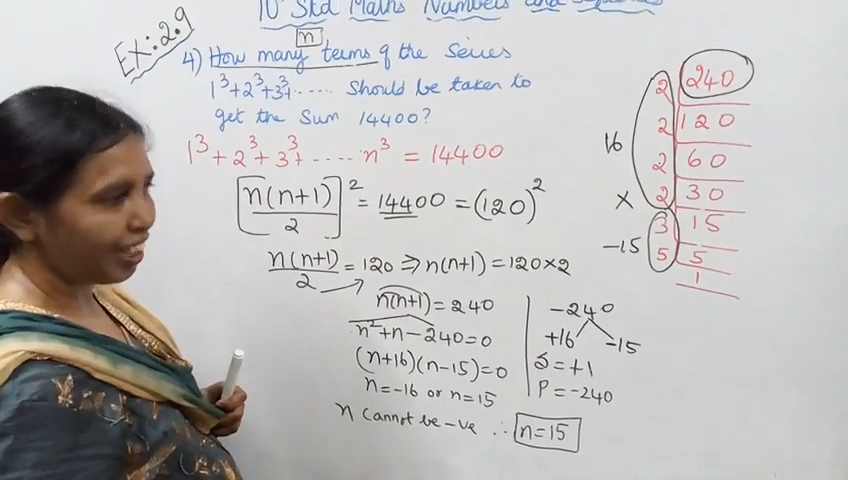 10 Std Maths Numbers and
EX:2.9
n
4) How many terms of the Series
1³+2³+3³+...... Should be taken to
get the Sum 14400?
1³+2³+3³+.....n³ = 14400
[n(n+1)/2]² = 14400 = (120)²
n(n+1)/2 = 120 ⇒ n(n+1) = 120×2
n(n+1) = 240
n²+n-240=0
(n+16)(n-15)=0
n=-16 or n=15
n cannot be -ve ∴ n=15
-240
+16 -15
S=+1
P=-240
2 240
2 120
2 60
2 30
3 15
5 5
1
16
×
-15